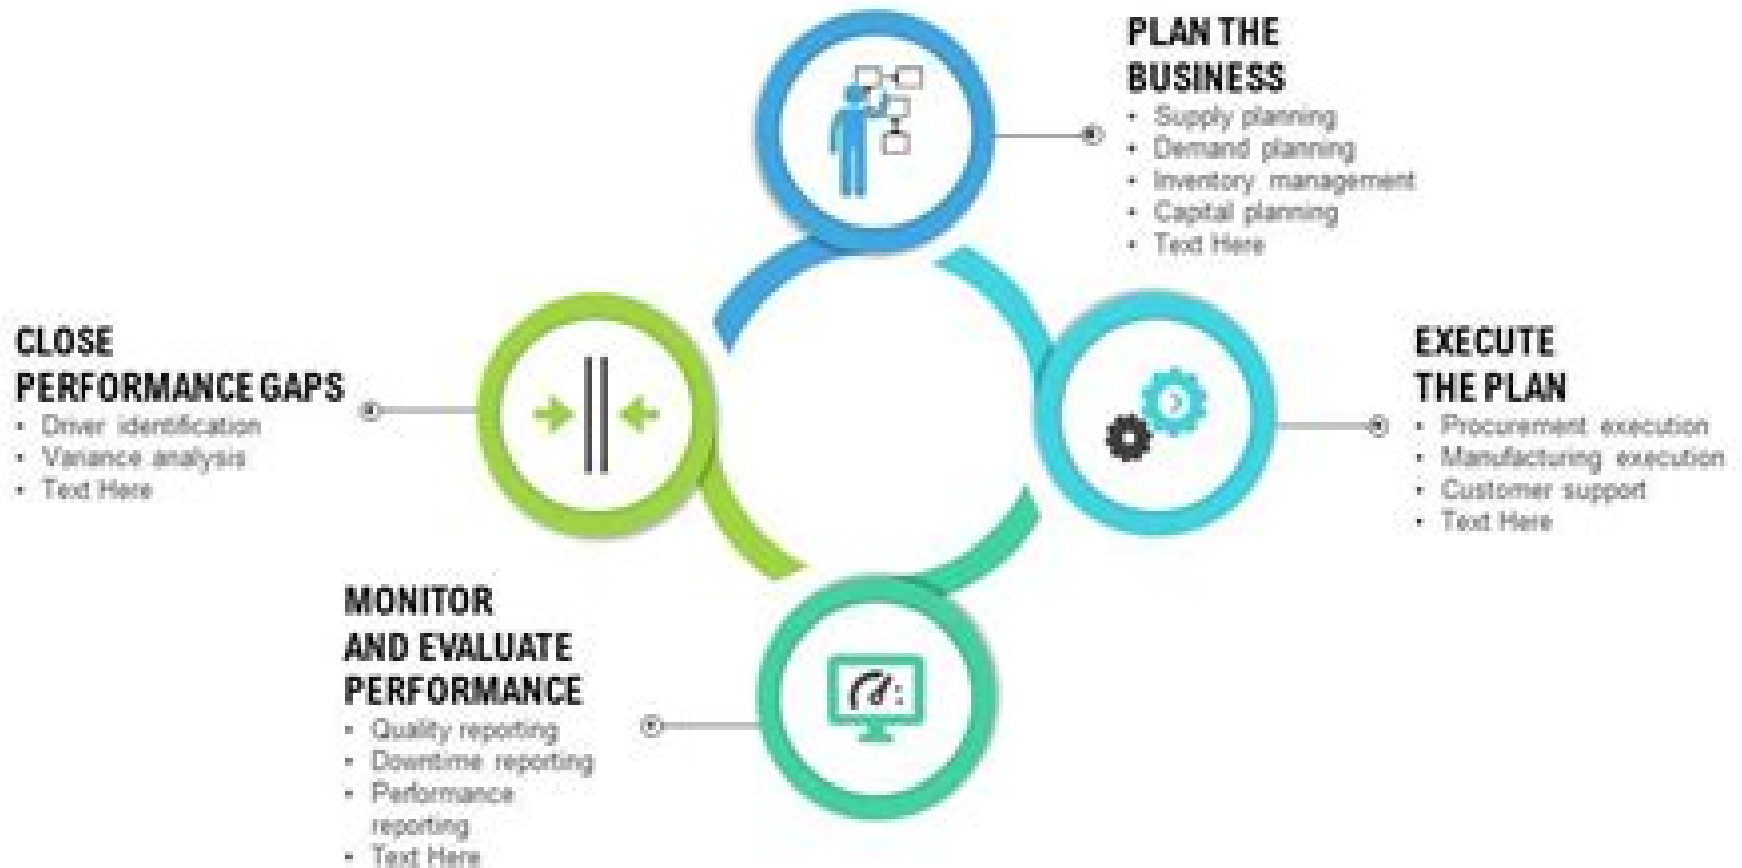 PLAN THE
BUSINESS
• Supply planning
• Demand planning
• Inventory management
• Capital planning
• Text Here
EXECUTE
THE PLAN
• Procurement execution
• Manufacturing execution
• Customer support
• Text Here
MONITOR
AND EVALUATE
PERFORMANCE
• Quality reporting
• Downtime reporting
• Performance
reporting
• Text Here
CLOSE
PERFORMANCE GAPS
• Driver identification
• Variance analysis
• Text Here